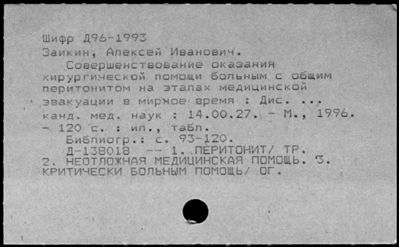 Шифр Д96-1993
Заикин, Алексей Иванович.
Совершенствование оказания
хирургической помощи больным с общим
перитонитом на этапах медицинской
эвакуации в мирное время : Дис. ...
канд. мед. наук : 14.00.27. - М., 1996.
- 120 с. : ил., табл.
Библиогр.: с. 93-120.
Д-138018 -- 1. ПЕРИТОНИТ/ ТР.
2. НЕОТЛОЖНАЯ МЕДИЦИНСКАЯ ПОМОЩЬ. 3.
КРИТИЧЕСКИ БОЛЬНЫМ ПОМОЩЬ/ ОГ.